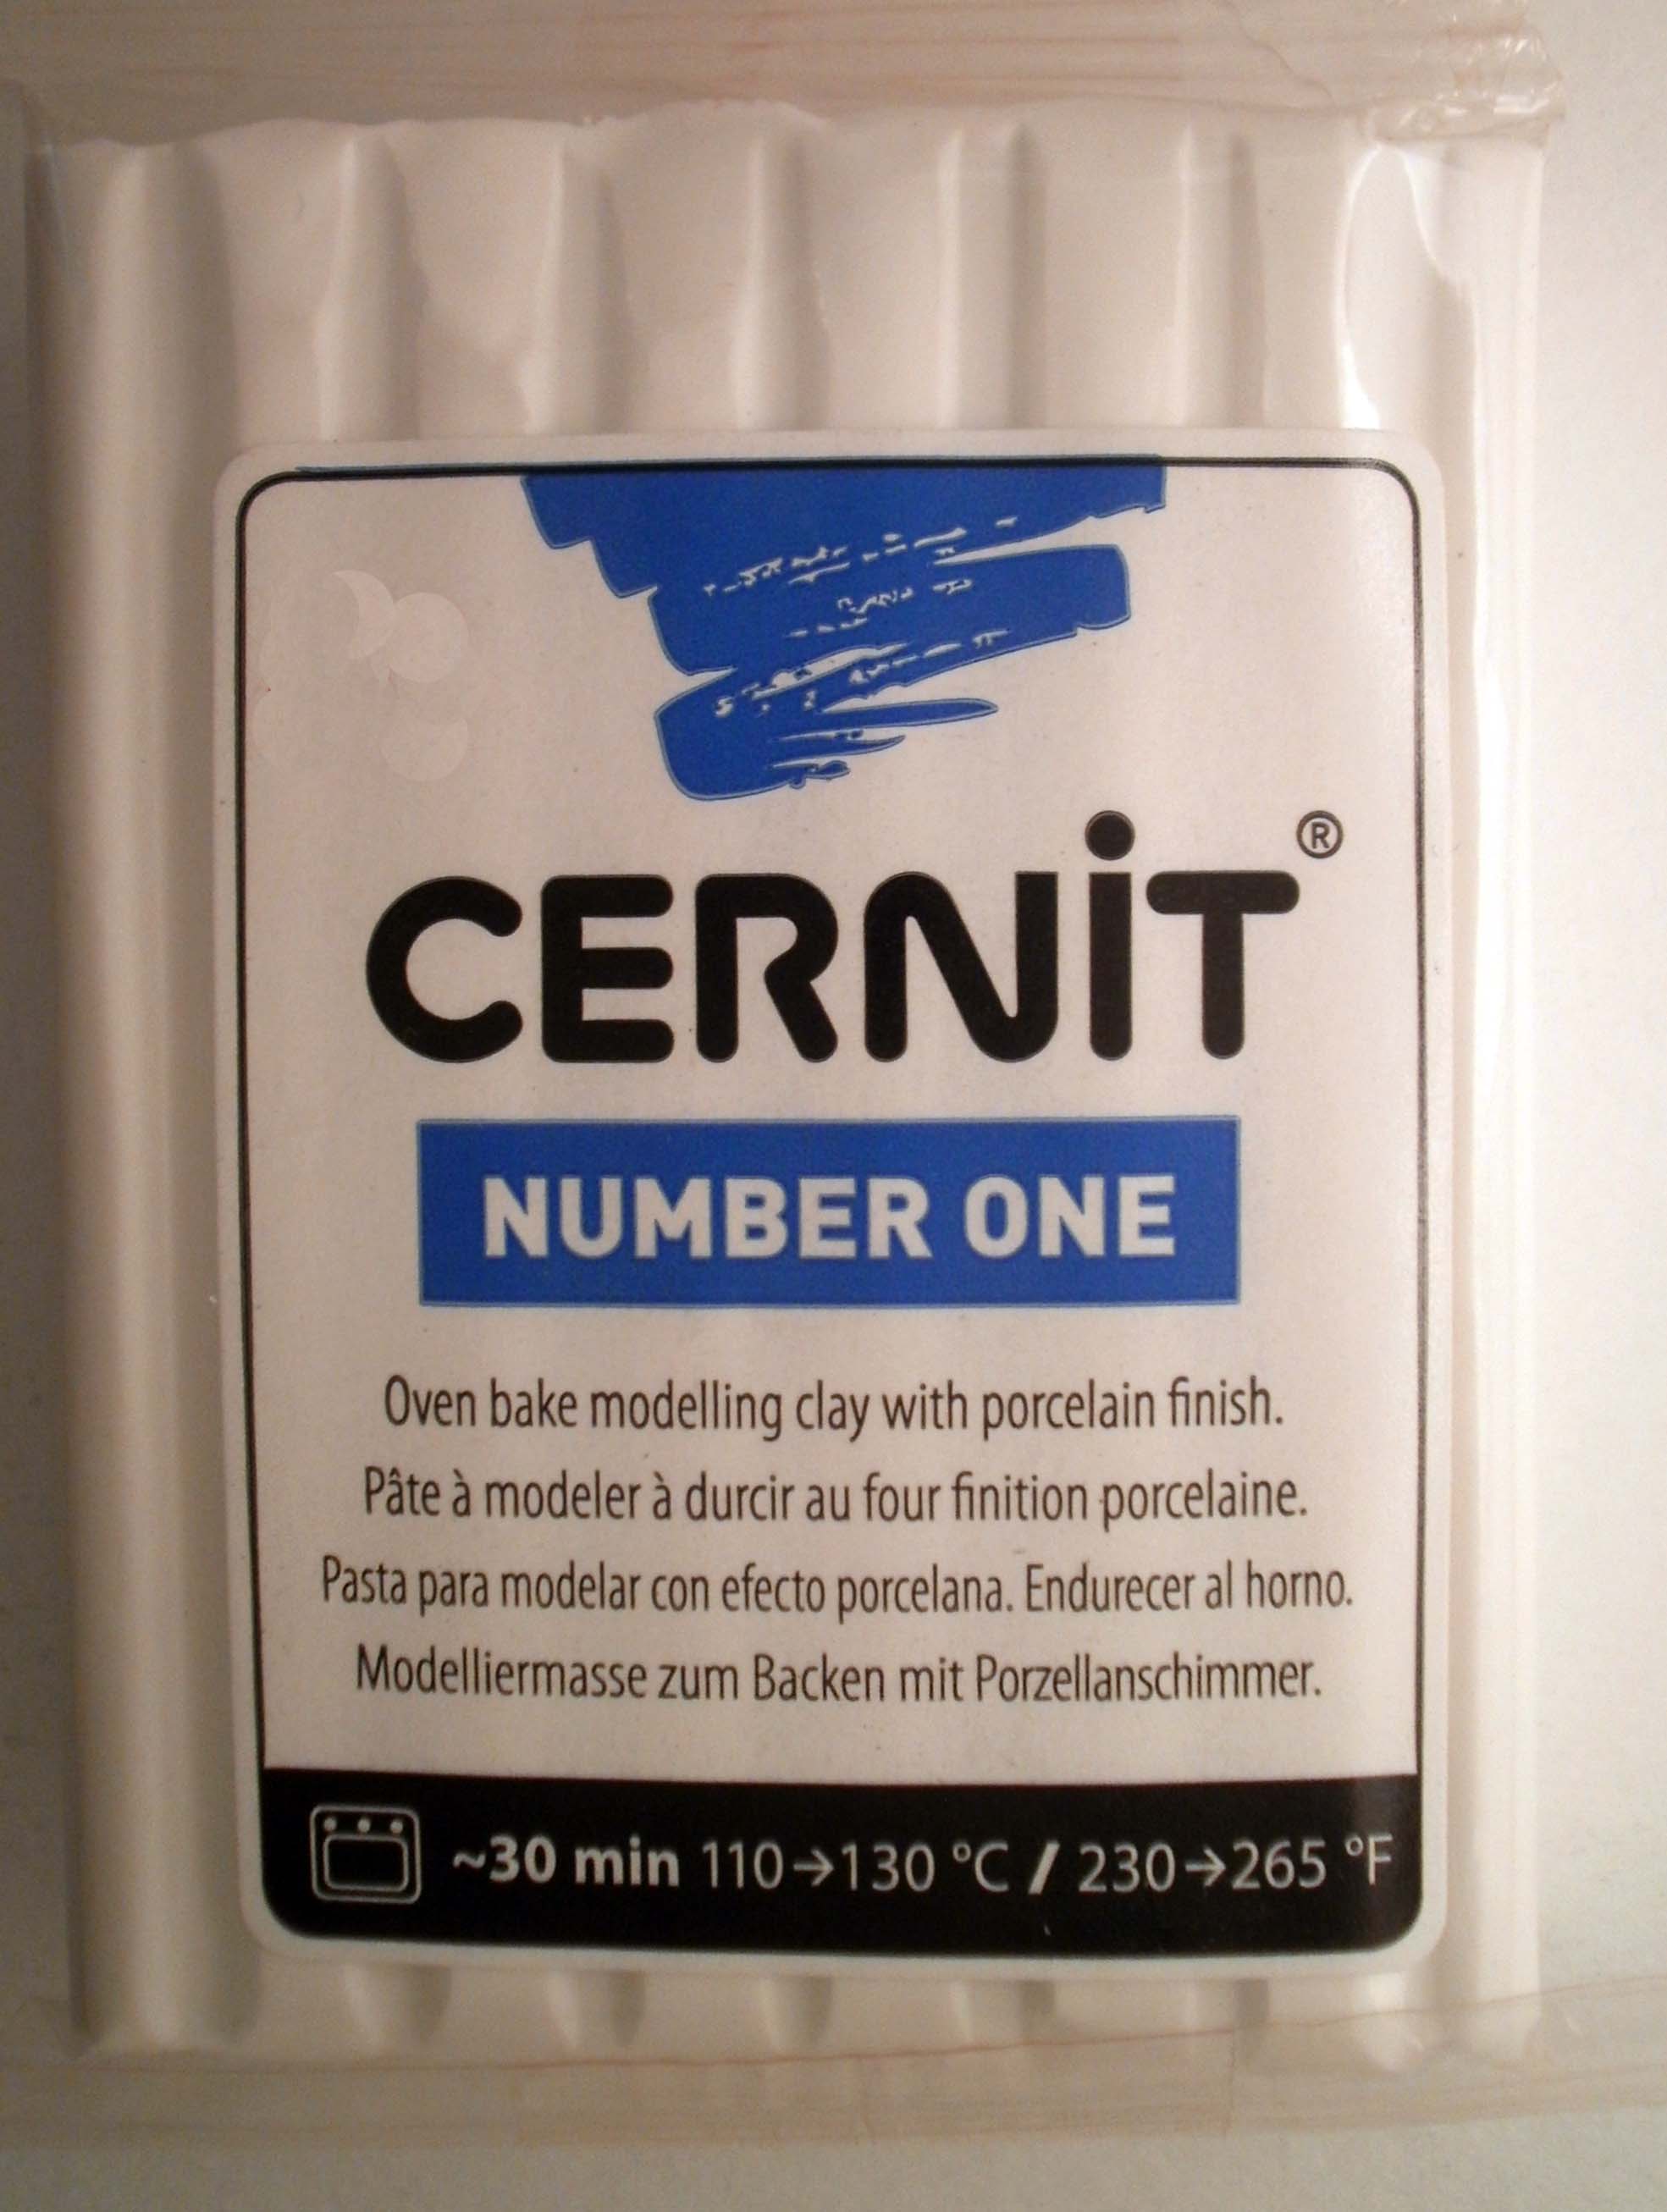 CERNiT®
NUMBER ONE
Oven bake modelling clay with porcelain finish.
Pâte à modeler à durcir au four finition porcelaine.
Pasta para modelar con efecto porcelana. Endurecer al horno.
Modelliermasse zum Backen mit Porzellanschimmer.
~30 min 110→130 °C / 230→265 °F